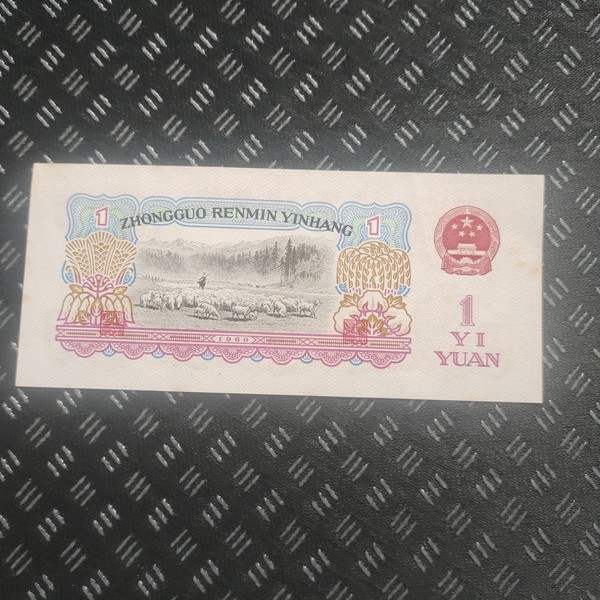 1 ZHONGGUO RENMIN YINHANG 1
1960
1
YI
YUAN